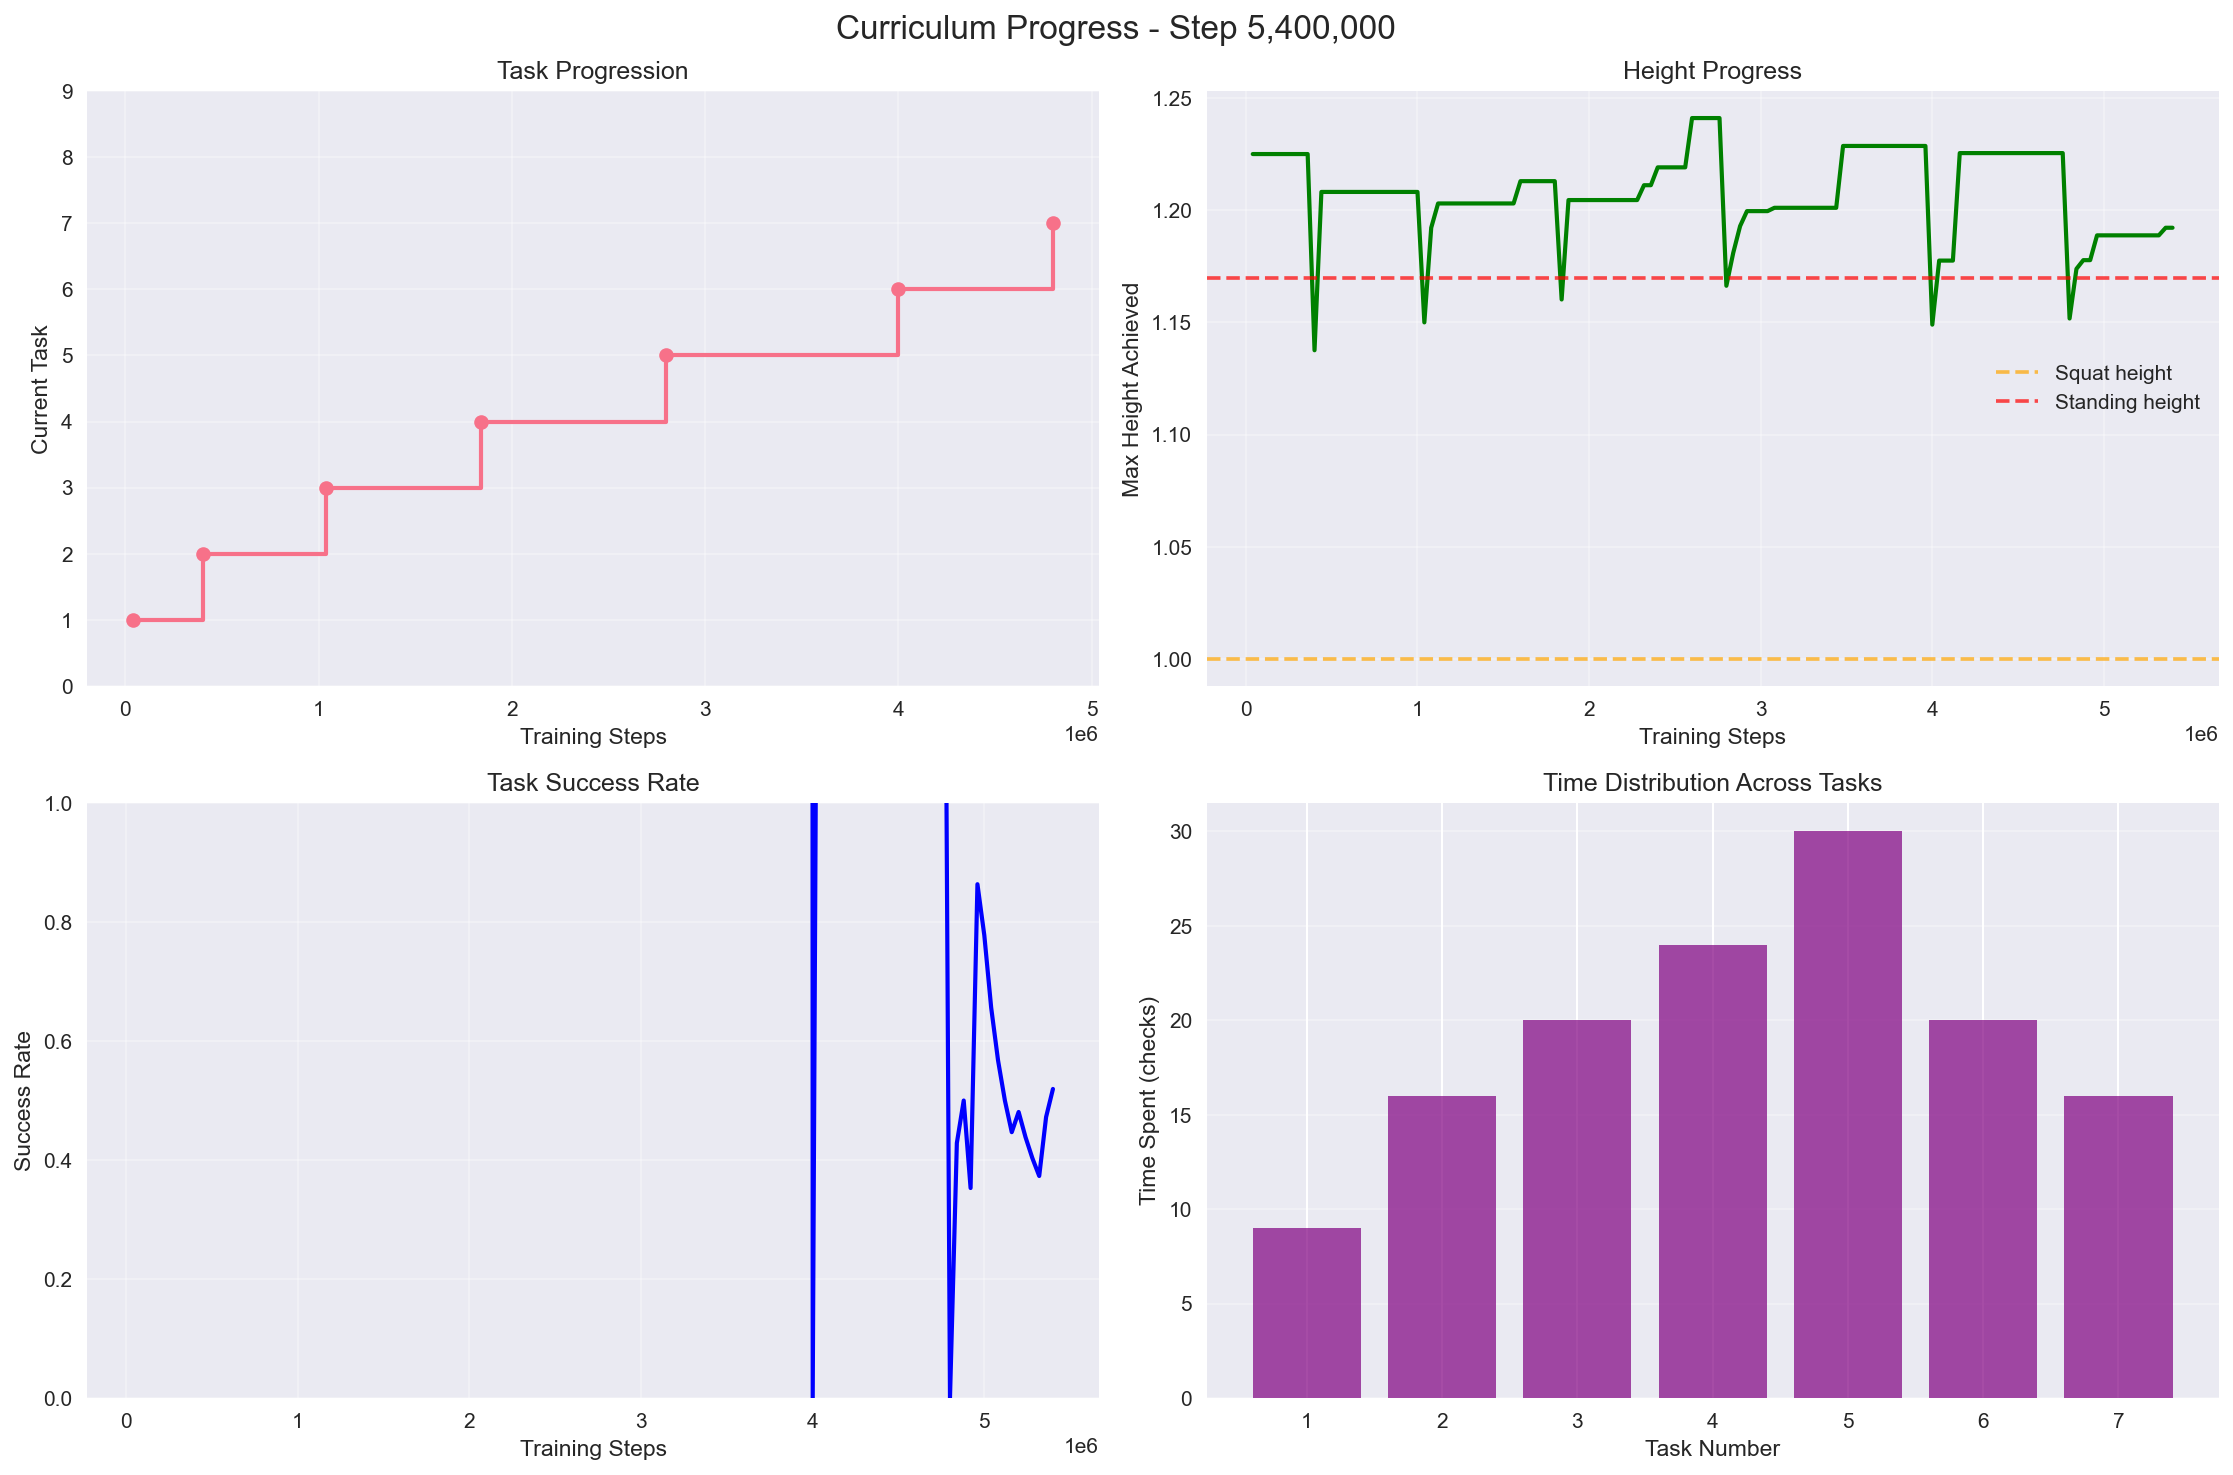 Curriculum Progress - Step 5,400,000
Task Progression
9
8
7
6
5
4
3
2
1
0
Current Task
0 1 2 3 4 5
1e6
Training Steps
Height Progress
1.25
1.20
1.15
1.10
1.05
1.00
Max Height Achieved
Squat height
Standing height
0 1 2 3 4 5
1e6
Training Steps
Task Success Rate
1.0
0.8
0.6
0.4
0.2
0.0
Success Rate
0 1 2 3 4 5
1e6
Training Steps
Time Distribution Across Tasks
30
25
20
15
10
5
0
Time Spent (checks)
1 2 3 4 5 6 7
Task Number